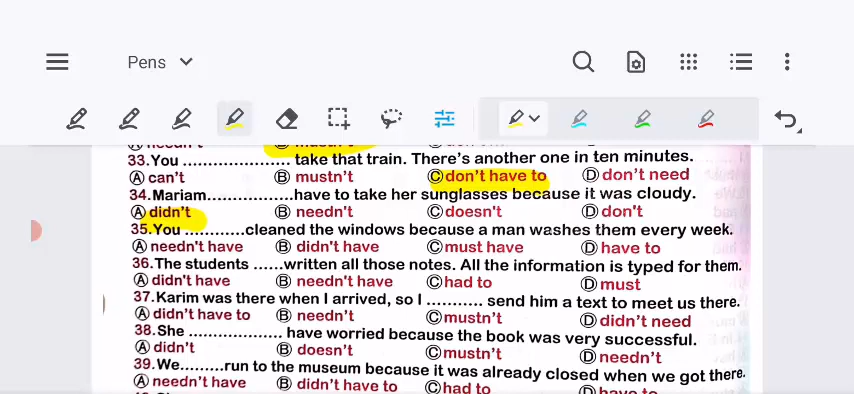 Pens
33.You ..................... take that train. There's another one in ten minutes.
Ⓐ can't Ⓑ mustn't Ⓒ don't have to Ⓓ don't need
34.Mariam.................have to take her sunglasses because it was cloudy.
Ⓐ didn't Ⓑ needn't Ⓒ doesn't Ⓓ don't
35.You ............cleaned the windows because a man washes them every week.
Ⓐ needn't have Ⓑ didn't have Ⓒ must have Ⓓ have to
36.The students ......written all those notes. All the information is typed for them.
Ⓐ didn't have Ⓑ needn't have Ⓒ had to Ⓓ must
37.Karim was there when I arrived, so I ........... send him a text to meet us there.
Ⓐ didn't have to Ⓑ needn't Ⓒ mustn't Ⓓ didn't need
38.She .................. have worried because the book was very successful.
Ⓐ didn't Ⓑ doesn't Ⓒ mustn't Ⓓ needn't
39.We.........run to the museum because it was already closed when we got there.
Ⓐ needn't have Ⓑ didn't have to Ⓒ had to Ⓓ have to